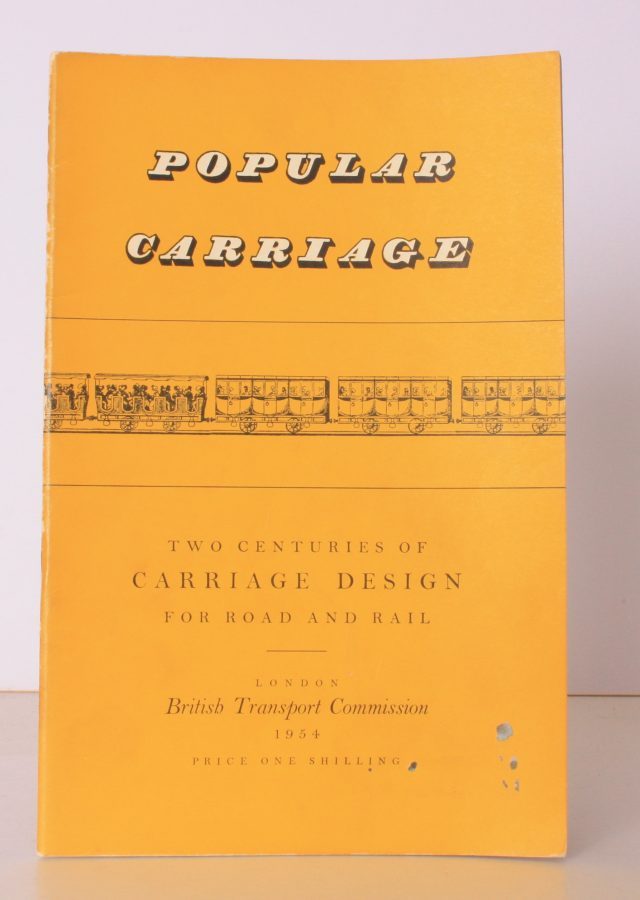 POPULAR
CARRIAGE
TWO CENTURIES OF
CARRIAGE DESIGN
FOR ROAD AND RAIL
LONDON
British Transport Commission
1954
PRICE ONE SHILLING